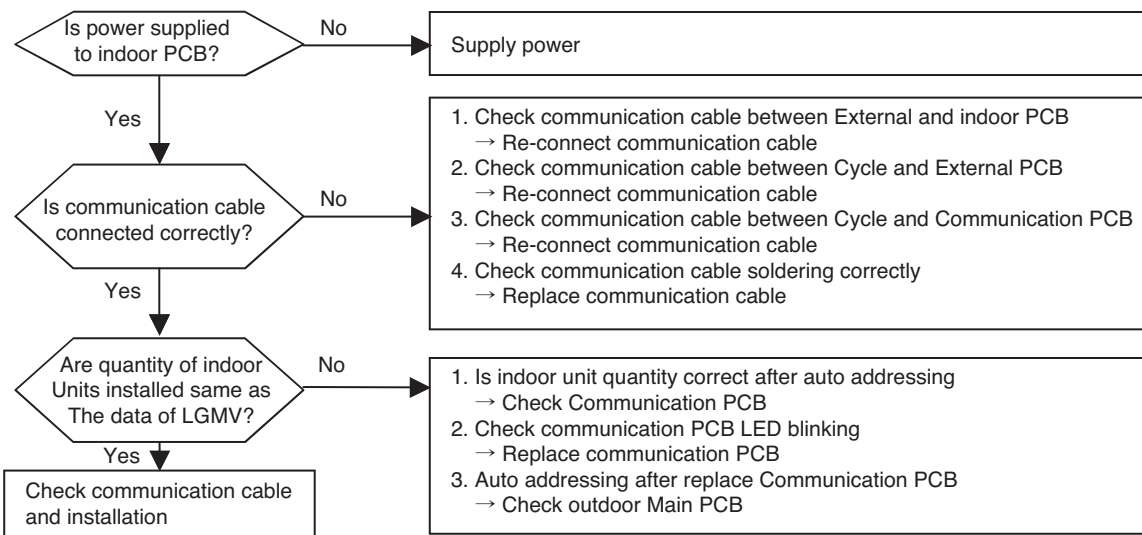 Is power supplied
to indoor PCB?
No
Supply power
Yes
Is communication cable
connected correctly?
No
1. Check communication cable between External and indoor PCB
→ Re-connect communication cable
2. Check communication cable between Cycle and External PCB
→ Re-connect communication cable
3. Check communication cable between Cycle and Communication PCB
→ Re-connect communication cable
4. Check communication cable soldering correctly
→ Replace communication cable
Yes
Are quantity of indoor
Units installed same as
The data of LGMV?
No
1. Is indoor unit quantity correct after auto addressing
→ Check Communication PCB
2. Check communication PCB LED blinking
→ Replace communication PCB
3. Auto addressing after replace Communication PCB
→ Check outdoor Main PCB
Yes
Check communication cable
and installation